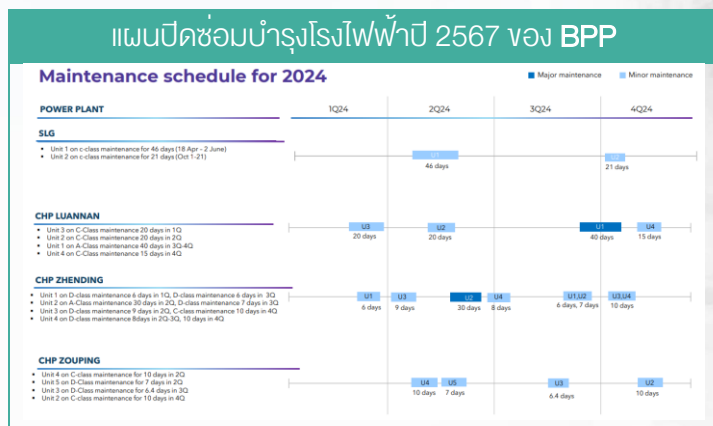 แผนปิดซ่อมบำรุงโรงไฟฟ้าปี 2567 ของ BPP
Maintenance schedule for 2024
Major maintenance
Minor maintenance
POWER PLANT
1Q24
2Q24
3Q24
4Q24
SLG
• Unit 1 on c-class maintenance for 46 days (18 Apr - 2 June)
• Unit 2 on c-class maintenance for 21 days (Oct 1-21)
U1
46 days
U2
21 days
CHP LUANNAN
• Unit 3 on C-Class maintenance 20 days in 1Q
• Unit 2 on C-Class maintenance 20 days in 2Q
• Unit 1 on A-Class maintenance 40 days in 3Q-4Q
• Unit 4 on C-Class maintenance 15 days in 4Q
U3
20 days
U2
20 days
U1
40 days
U4
15 days
CHP ZHENDING
• Unit 1 on D-class maintenance 6 days in 1Q, D-class maintenance 6 days in 3Q
• Unit 2 on A-Class maintenance 30 days in 2Q, D-class maintenance 7 days in 3Q
• Unit 3 on D-class maintenance 9 days in 2Q, C-class maintenance 10 days in 4Q
• Unit 4 on D-class maintenance 8days in 2Q-3Q, 10 days in 4Q
U1
6 days
U3
9 days
U2
30 days
U4
8 days
U1,U2
6 days, 7 days
U3,U4
10 days
CHP ZOUPING
• Unit 4 on C-class maintenance for 10 days in 2Q
• Unit 5 on D-Class maintenance for 7 days in 2Q
• Unit 3 on D-Class maintenance for 6.4 days in 3Q
• Unit 2 on C-class maintenance for 10 days in 4Q
U4
10 days
U5
7 days
U3
6.4 days
U2
10 days